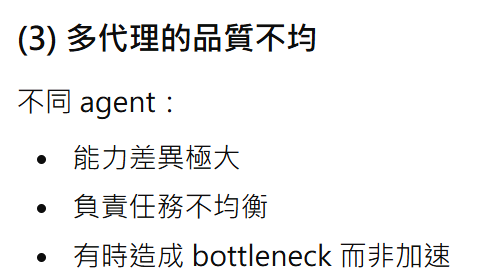 (3) 多代理的品質不均
不同 agent：
• 能力差異極大
• 負責任務不均衡
• 有時造成 bottleneck 而非加速